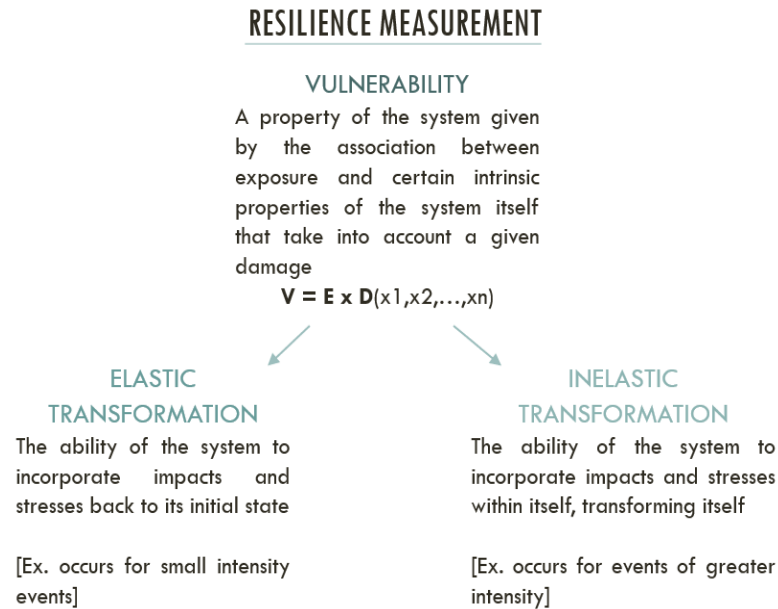 RESILIENCE MEASUREMENT
VULNERABILITY
A property of the system given
by the association between
exposure and certain intrinsic
properties of the system itself
that take into account a given
damage
V = E x D(x1,x2,...,xn)
ELASTIC
TRANSFORMATION
The ability of the system to
incorporate impacts and
stresses back to its initial state
[Ex. occurs for small intensity
events]
INELASTIC
TRANSFORMATION
The ability of the system to
incorporate impacts and stresses
within itself, transforming itself
[Ex. occurs for events of greater
intensity]